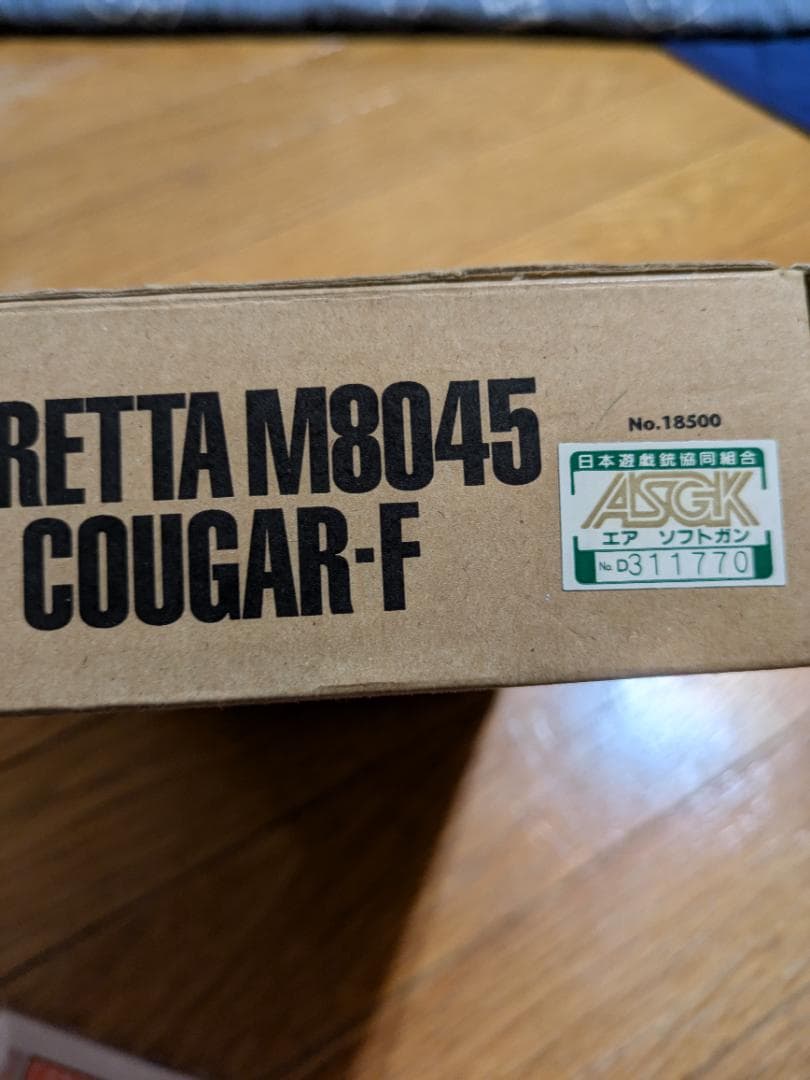 RETTA M8045
COUGAR-F
No.18500
日本遊戯銃協同組合
ASGK
エア ソフトガン
No. D311770